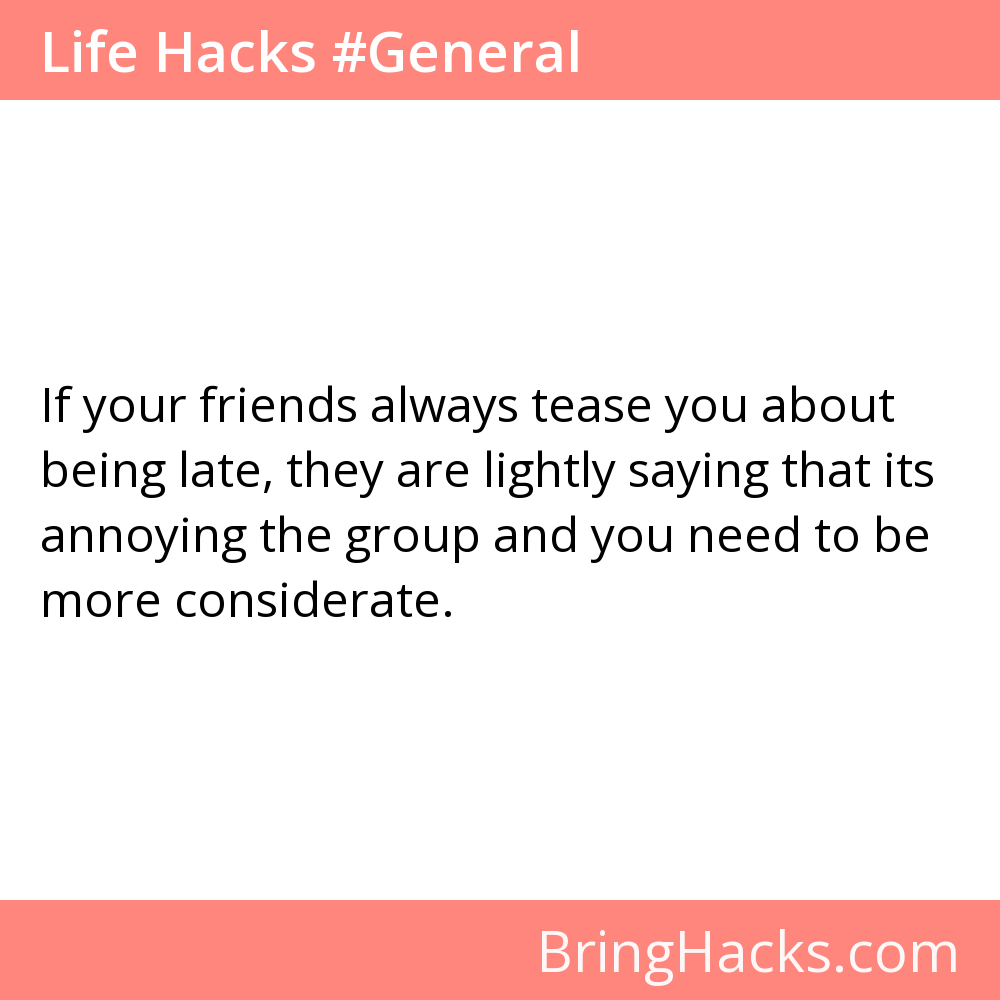 Life Hacks #General
If your friends always tease you about
being late, they are lightly saying that its
annoying the group and you need to be
more considerate.
BringHacks.com